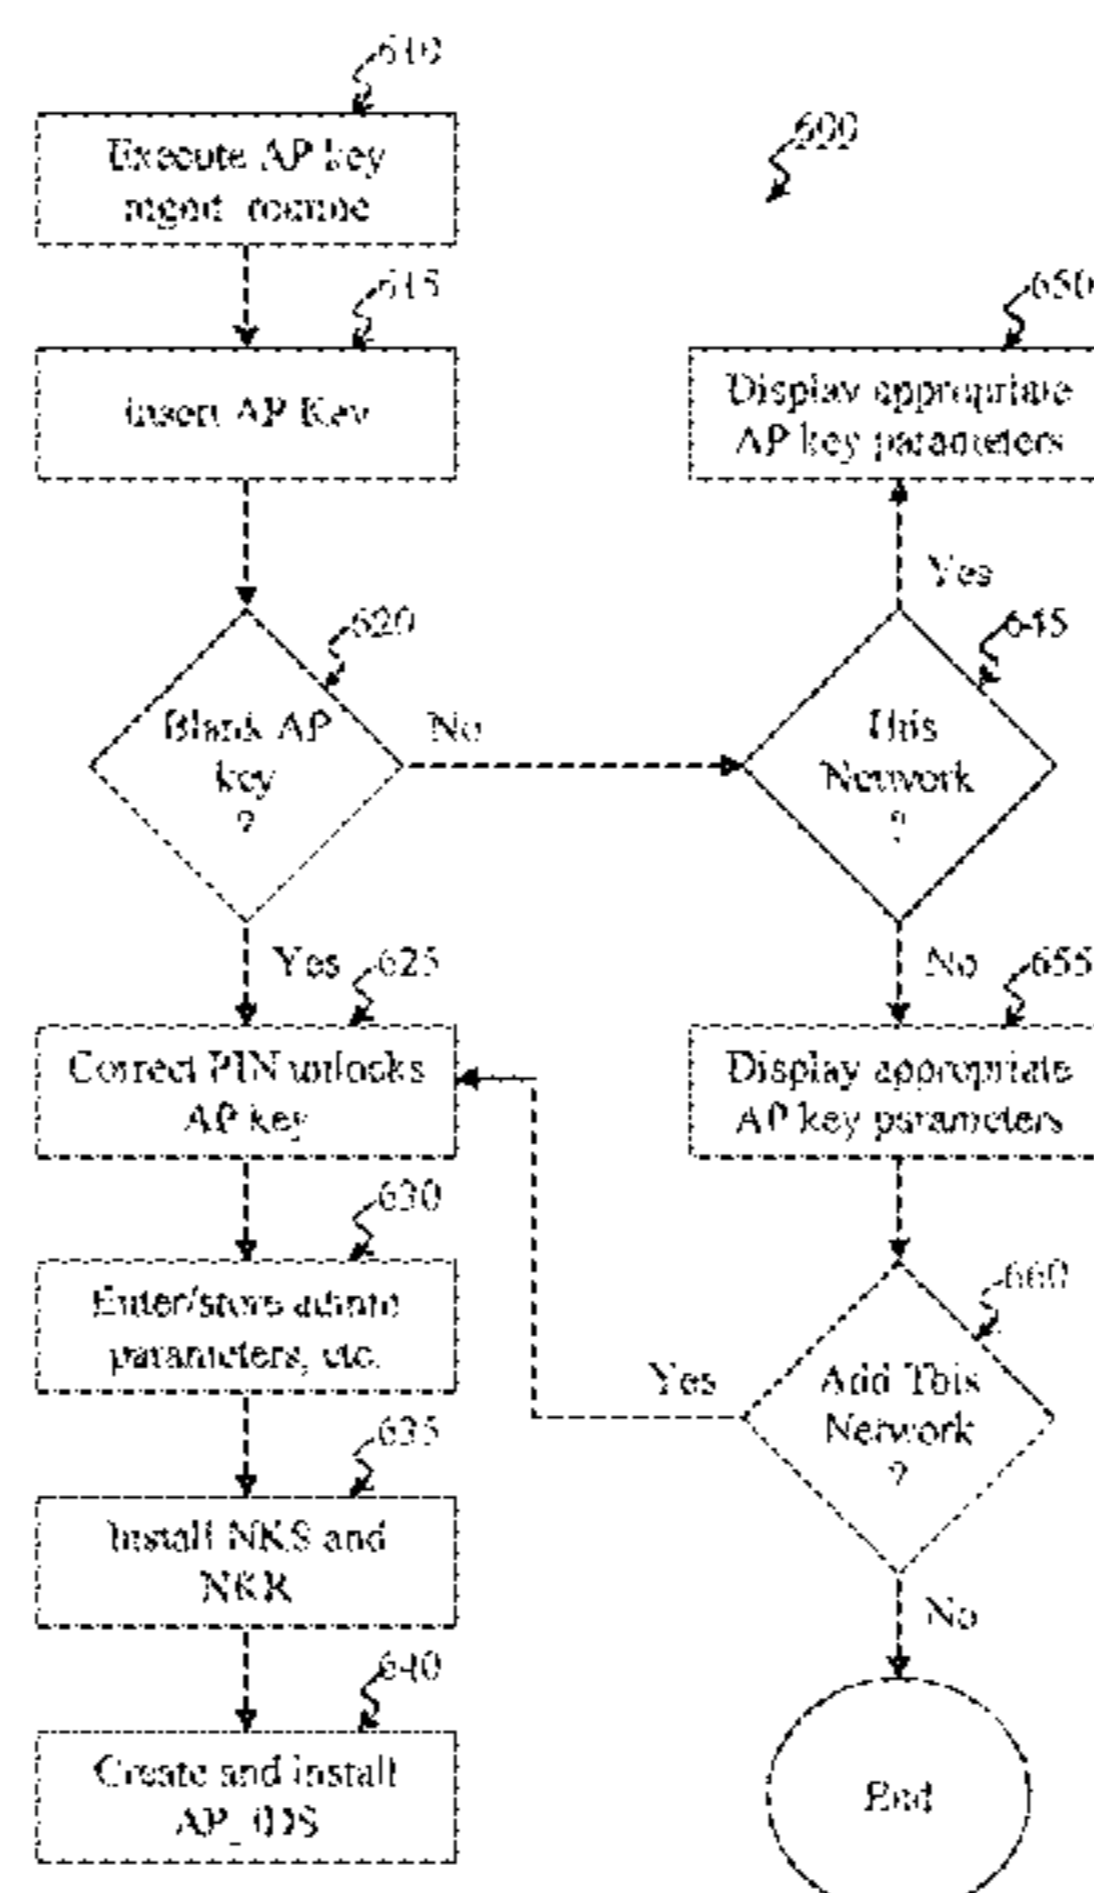 610
Execute AP key
mgmt routine
600
615
Insert AP Key
650
Display appropriate
AP key parameters
Yes
620
Blank AP
key
?
No
645
This
Network
?
Yes
625
Correct PIN unlocks
AP key
No
655
Display appropriate
AP key parameters
630
Enter/store admin
parameters, etc.
660
Add This
Network
?
Yes
635
Install NKS and
NKR
No
640
Create and install
AP_IDS
End